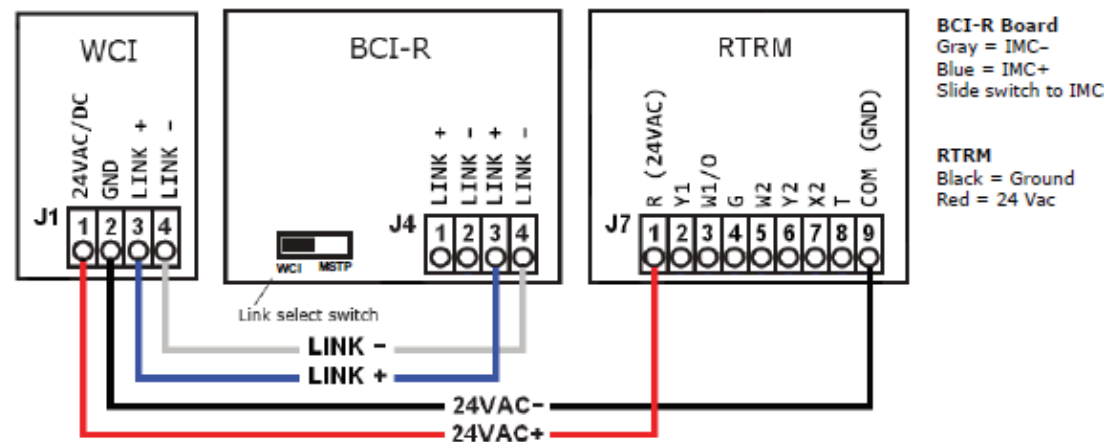 WCI
24VAC/DC
GND
LINK +
LINK -
J1
1 2 3 4
BCI-R
LINK +
LINK -
LINK +
LINK -
J4
1 2 3 4
WCI MSTP
Link select switch
RTRM
R (24VAC)
Y1
W1/O
G
W2
Y2
X2
T
COM (GND)
J7
1 2 3 4 5 6 7 8 9
BCI-R Board
Gray = IMC-
Blue = IMC+
Slide switch to IMC
RTRM
Black = Ground
Red = 24 Vac
LINK -
LINK +
24VAC-
24VAC+